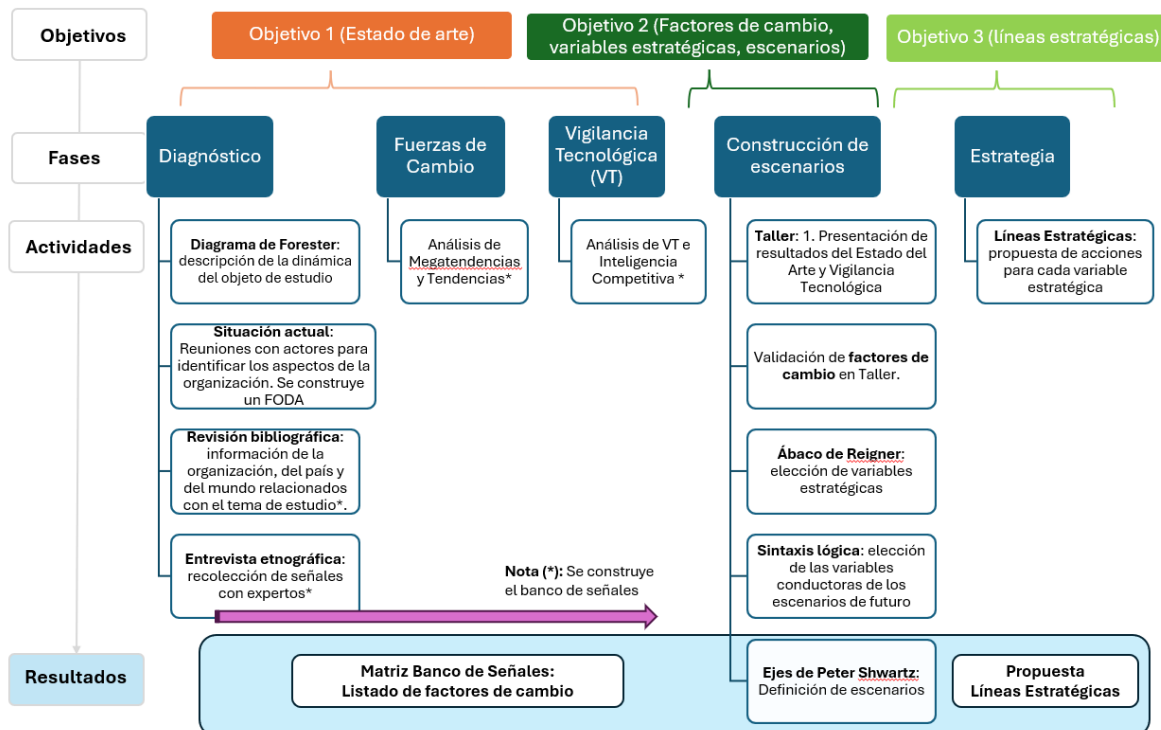 Objetivos
Objetivo 1 (Estado de arte)
Objetivo 2 (Factores de cambio,
variables estratégicas, escenarios)
Objetivo 3 (líneas estratégicas)
Fases
Diagnóstico
Fuerzas de
Cambio
Vigilancia
Tecnológica
(VT)
Construcción de
escenarios
Estrategia
Actividades
Diagrama de Forester:
descripción de la dinámica
del objeto de estudio
Situación actual:
Reuniones con actores para
identificar los aspectos de la
organización. Se construye
un FODA
Revisión bibliográfica:
información de la
organización, del país y
del mundo relacionados
con el tema de estudio*.
Entrevista etnográfica:
recolección de señales
con expertos*
Análisis de
Megatendencias
y Tendencias*
Análisis de VT e
Inteligencia
Competitiva *
Taller: 1. Presentación de
resultados del Estado del
Arte y Vigilancia
Tecnológica
Validación de factores de
cambio en Taller.
Ábaco de Reigner:
elección de variables
estratégicas
Sintaxis lógica: elección
de las variables
conductoras de los
escenarios de futuro
Líneas Estratégicas:
propuesta de acciones
para cada variable
estratégica
Nota (*): Se construye
el banco de señales
Resultados
Matriz Banco de Señales:
Listado de factores de cambio
Ejes de Peter Shwartz:
Definición de escenarios
Propuesta
Líneas Estratégicas